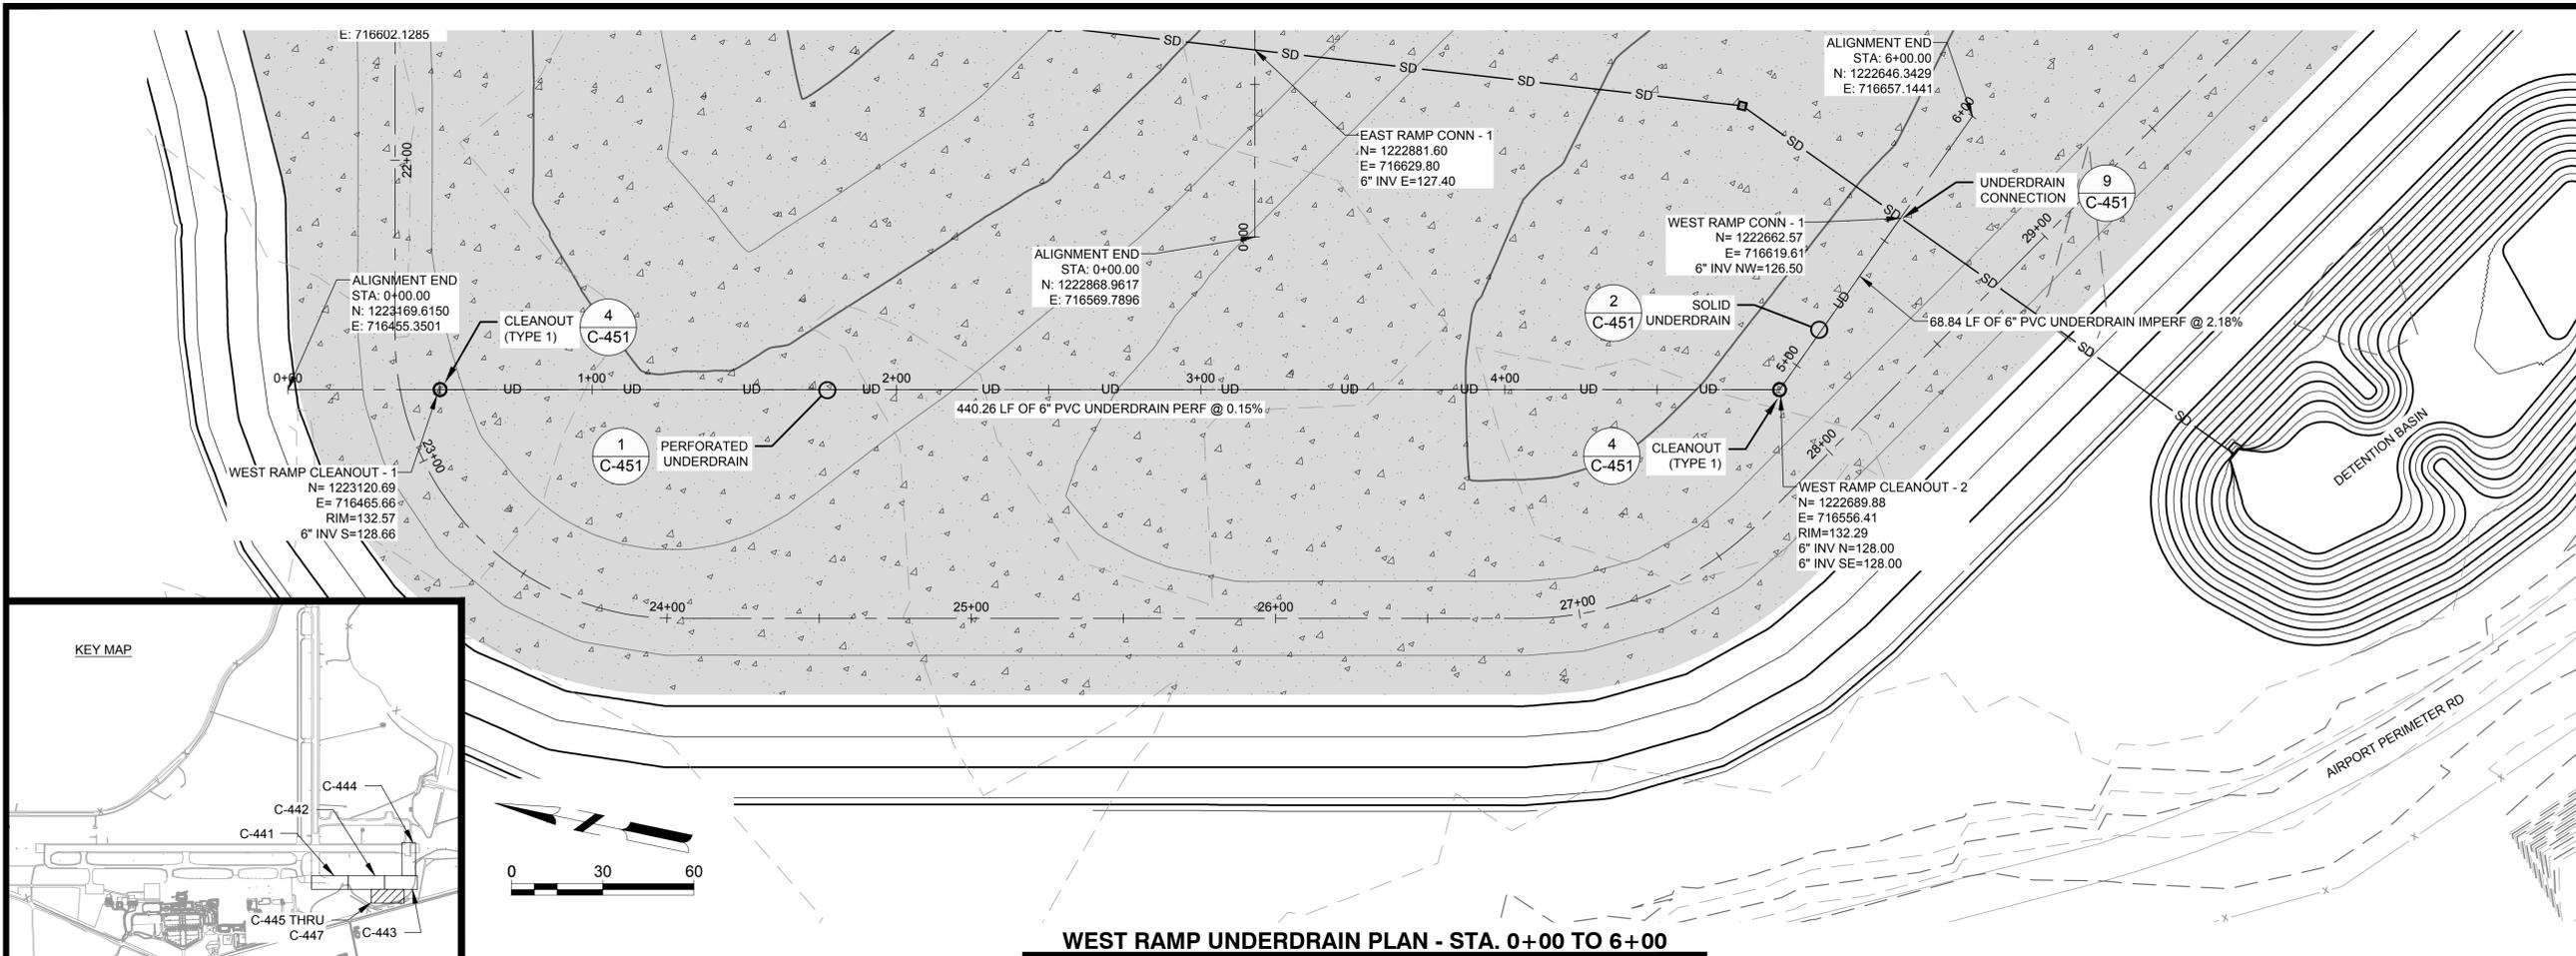 E: 716602.1285
SD
SD
SD
SD
SD
ALIGNMENT END
STA: 6+00.00
N: 1222646.3429
E: 716657.1441
6+00
SD
22+00
EAST RAMP CONN - 1
N= 1222881.60
E= 716629.80
6" INV E=127.40
UNDERDRAIN
CONNECTION
9
C-451
WEST RAMP CONN - 1
N= 1222662.57
E= 716619.61
6" INV NW=126.50
SD
29+00
0+00
ALIGNMENT END
STA: 0+00.00
N: 1222868.9617
E: 716569.7896
ALIGNMENT END
STA: 0+00.00
N: 1223169.6150
E: 716455.3501
CLEANOUT
(TYPE 1)
4
C-451
2
C-451
SOLID
UNDERDRAIN
UD
SD
68.84 LF OF 6" PVC UNDERDRAIN IMPERF @ 2.18%
SD
5+00
0+00
1+00
2+00
3+00
4+00
UD
UD
UD
UD
UD
UD
UD
UD
UD
UD
UD
440.26 LF OF 6" PVC UNDERDRAIN PERF @ 0.15%
SD
1
C-451
PERFORATED
UNDERDRAIN
4
C-451
CLEANOUT
(TYPE 1)
28+00
23+00
DETENTION BASIN
WEST RAMP CLEANOUT - 1
N= 1223120.69
E= 716465.66
RIM=132.57
6" INV S=128.66
WEST RAMP CLEANOUT - 2
N= 1222689.88
E= 716556.41
RIM=132.29
6" INV N=128.00
6" INV SE=128.00
24+00
25+00
26+00
27+00
AIRPORT PERIMETER RD
KEY MAP
C-444
C-442
C-441
C-445 THRU
C-447
C-443
0
30
60
WEST RAMP UNDERDRAIN PLAN - STA. 0+00 TO 6+00